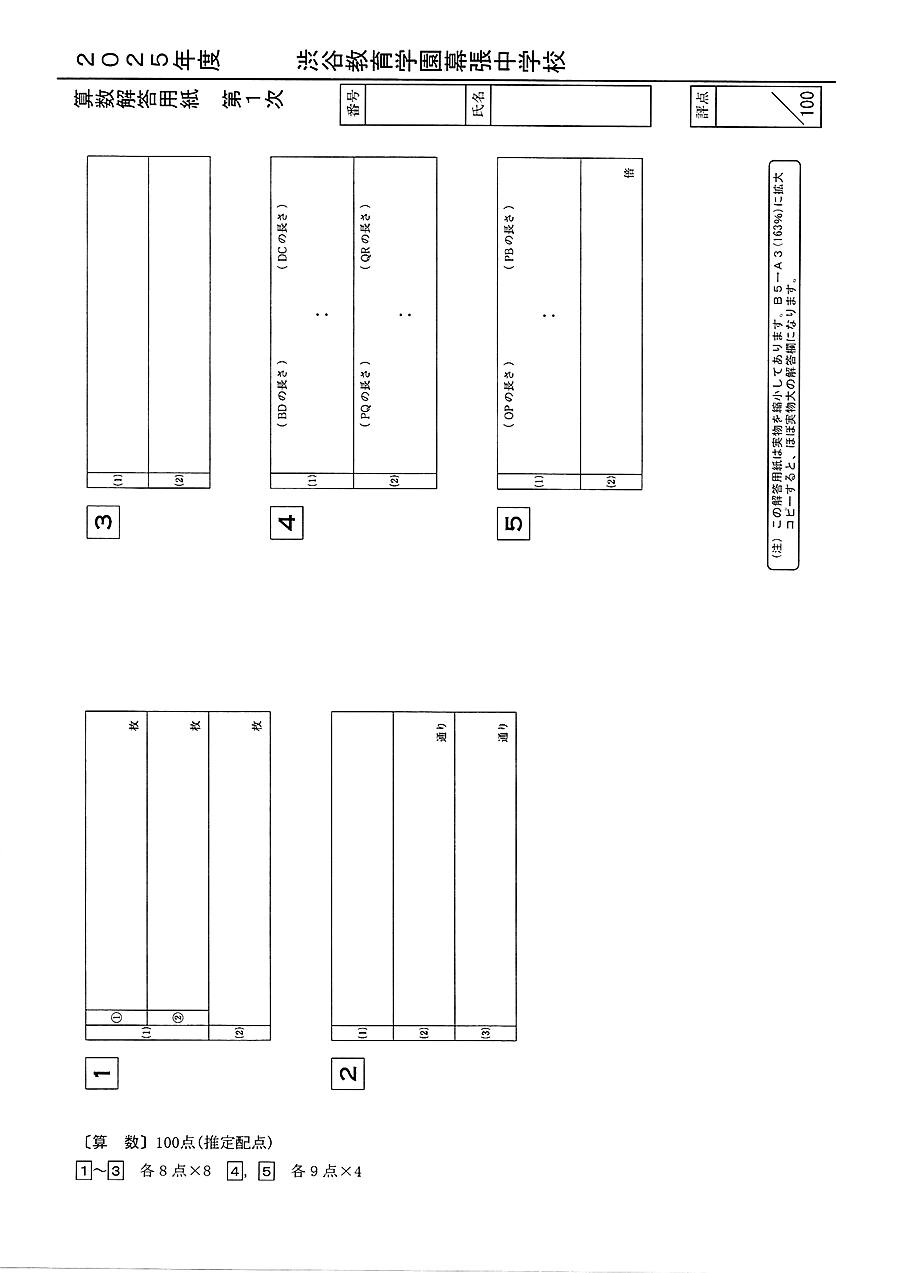 2025年度　渋谷教育学園幕張中学校
算数解答用紙　第1次
番号
氏名
評点
／100
1
(1)
①
枚
②
枚
(2)
枚
2
(1)
(2)
通り
(3)
通り
3
(1)
(2)
4
(1)
(BDの長さ)　：　(DCの長さ)
(2)
(PQの長さ)　：　(QRの長さ)
5
(1)
(OPの長さ)　：　(PBの長さ)
(2)
倍
(注) この解答用紙は実物を縮小してあります。B5→A3(163%)に拡大
コピーすると、ほぼ実物大の解答欄になります。
〔算　数〕100点(推定配点)
1～3　各8点×8　4, 5　各9点×4